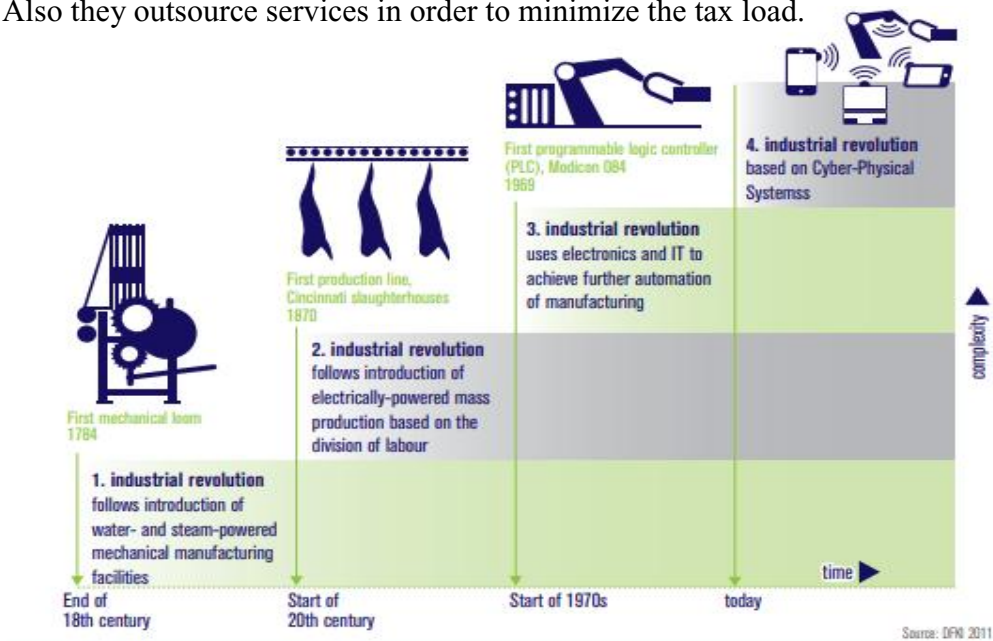 Also they outsource services in order to minimize the tax load.
First programmable logic controller
(PLC), Modicon 084
1969
4. industrial revolution
based on Cyber-Physical
Systemss
3. industrial revolution
uses electronics and IT to
achieve further automation
of manufacturing
First production line,
Cincinnati slaughterhouses
1870
2. industrial revolution
follows introduction of
electrically-powered mass
production based on the
division of labour
First mechanical loom
1784
1. industrial revolution
follows introduction of
water- and steam-powered
mechanical manufacturing
facilities
complexity
time
End of
18th century
Start of
20th century
Start of 1970s
today
Source: DFKI 2011